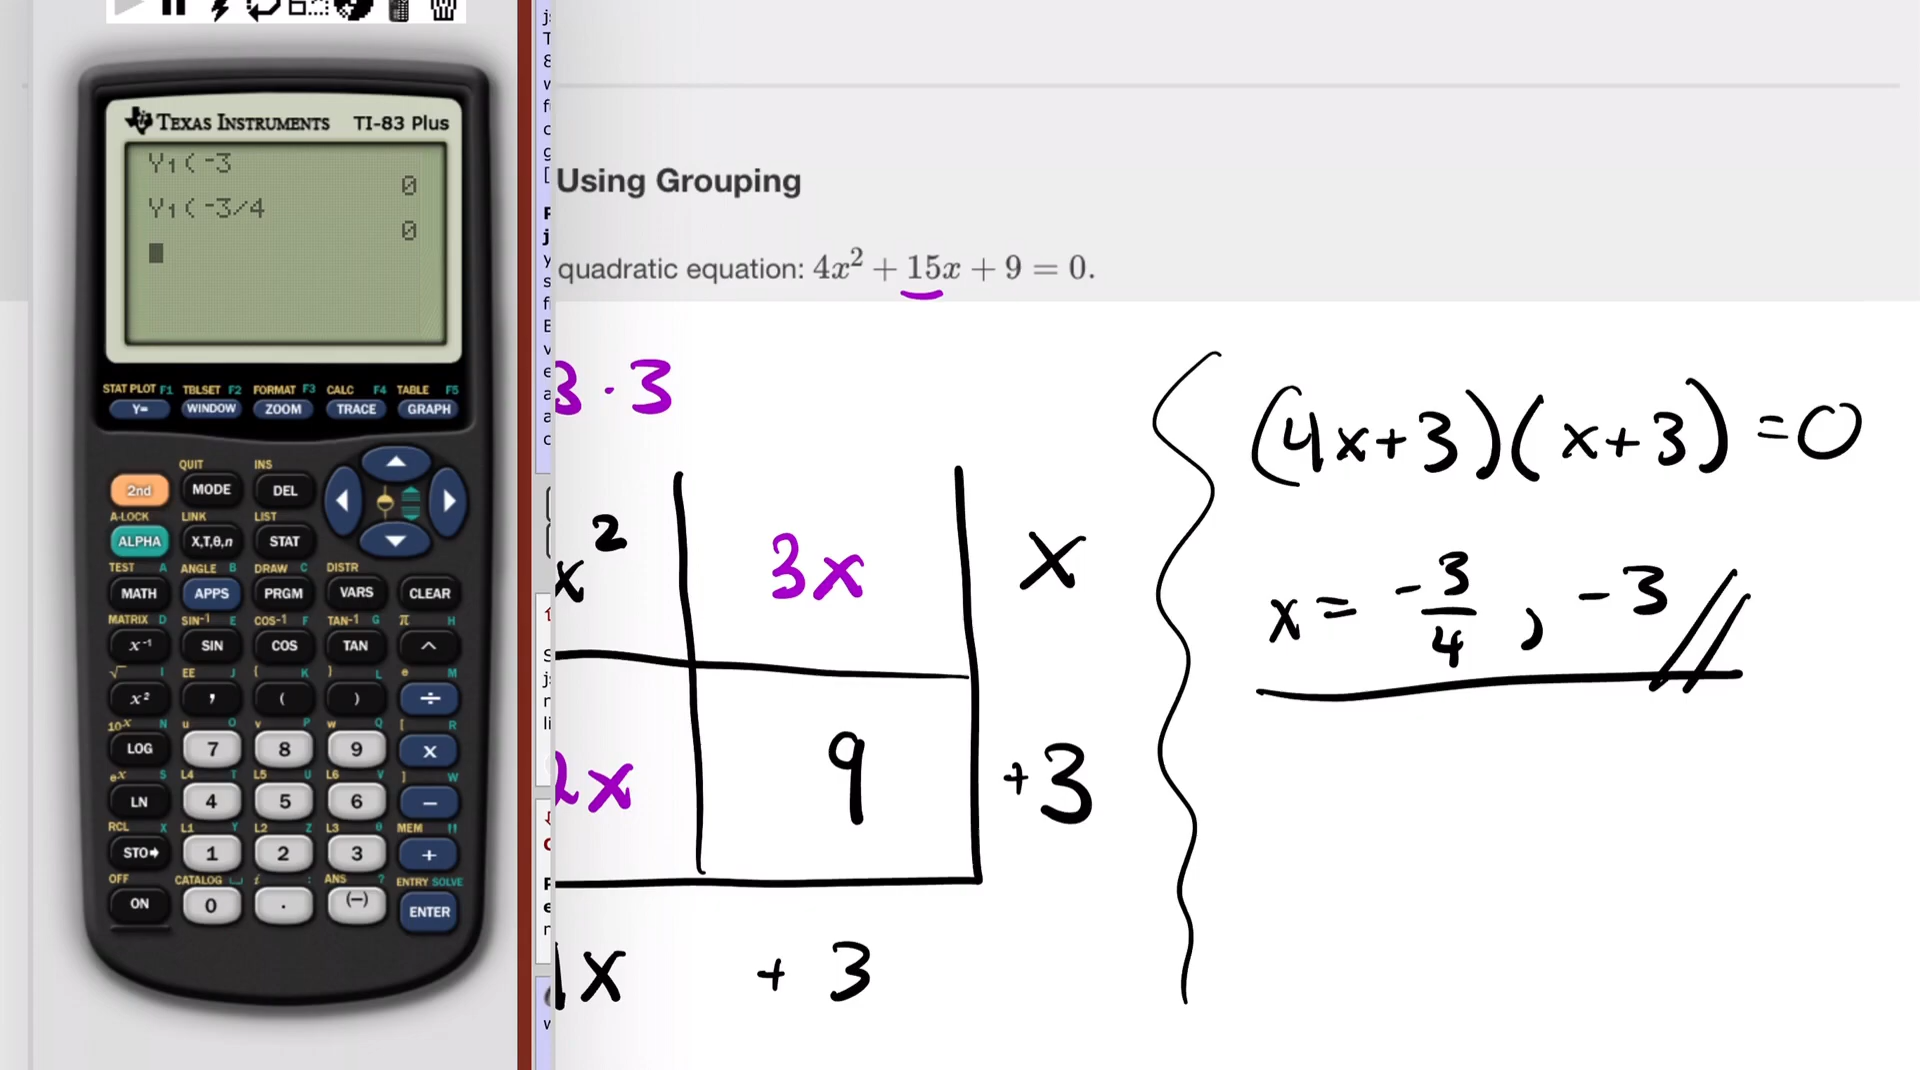 TEXAS INSTRUMENTS TI-83 Plus
Y₁(-3
0
Y₁(-3/4
0
STAT PLOT F1 TBLSET F2 FORMAT F3 CALC F4 TABLE F5
Y= WINDOW ZOOM TRACE GRAPH
QUIT INS
2nd MODE DEL
A-LOCK LINK LIST
ALPHA X,T,θ,n STAT
TEST A ANGLE B DRAW C DISTR
MATH APPS PRGM VARS CLEAR
MATRIX D SIN-1 E COS-1 F TAN-1 G π H
x-1 SIN COS TAN ^
√ I EE J { K } L e M
x² , ( ) ÷
10x N u O v P w Q [ R
LOG 7 8 9 x
ex S L4 T L5 U L6 V ] W
LN 4 5 6 −
RCL X L1 Y L2 Z L3 θ MEM "
STO➔ 1 2 3 +
OFF CATALOG i : ANS ? ENTRY SOLVE
ON 0 . (−) ENTER
Using Grouping
quadratic equation: 4x² + 15x + 9 = 0.
3 · 3
x² 3x x
2x 9 +3
x + 3
(4x+3)(x+3) =0
x = -3/4 , -3